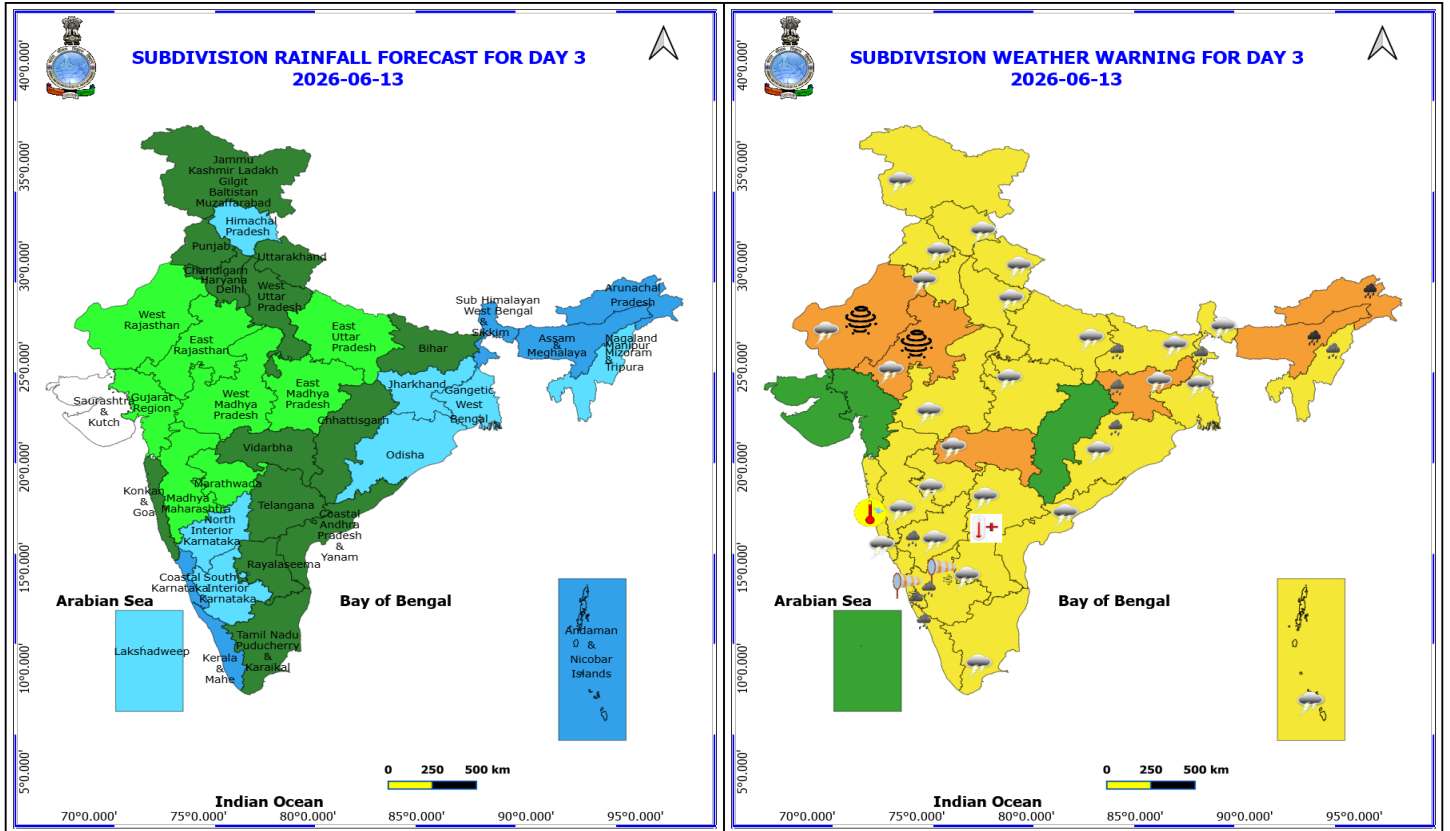 SUBDIVISION RAINFALL FORECAST FOR DAY 3
2026-06-13
40°0.000'
35°0.000'
30°0.000'
25°0.000'
20°0.000'
15°0.000'
10°0.000'
5°0.000'
Jammu
Kashmir Ladakh
Gilgit
Baltistan
Muzaffarabad
Himachal
Pradesh
Punjab
Uttarakhand
Chandigarh
Haryana
Delhi
West
Uttar
Pradesh
West
Rajasthan
East
Rajasthan
East
Uttar
Pradesh
Bihar
Sub Himalayan
West Bengal
&
Sikkim
Arunachal
Pradesh
Assam
&
Meghalaya
Nagaland
Manipur
Mizoram
&
Tripura
Saurashtra
&
Kutch
Gujarat
Region
West
Madhya
Pradesh
East
Madhya
Pradesh
Jharkhand
Gangetic
West
Bengal
Chhattisgarh
Odisha
Vidarbha
Konkan
&
Goa
Madhya
Maharashtra
Marathwada
Telangana
North
Interior
Karnataka
Coastal
Andhra
Pradesh
&
Yanam
Rayalaseema
Coastal
Karnataka
South
Interior
Karnataka
Arabian Sea
Bay of Bengal
Lakshadweep
Kerala
&
Mahe
Tamil Nadu
Puducherry
&
Karaikal
Andaman
&
Nicobar
Islands
0 250 500 km
Indian Ocean
70°0.000' 75°0.000' 80°0.000' 85°0.000' 90°0.000' 95°0.000'
SUBDIVISION WEATHER WARNING FOR DAY 3
2026-06-13
40°0.000'
35°0.000'
30°0.000'
25°0.000'
20°0.000'
15°0.000'
10°0.000'
5°0.000'
Arabian Sea
Bay of Bengal
0 250 500 km
Indian Ocean
70°0.000' 75°0.000' 80°0.000' 85°0.000' 90°0.000' 95°0.000'